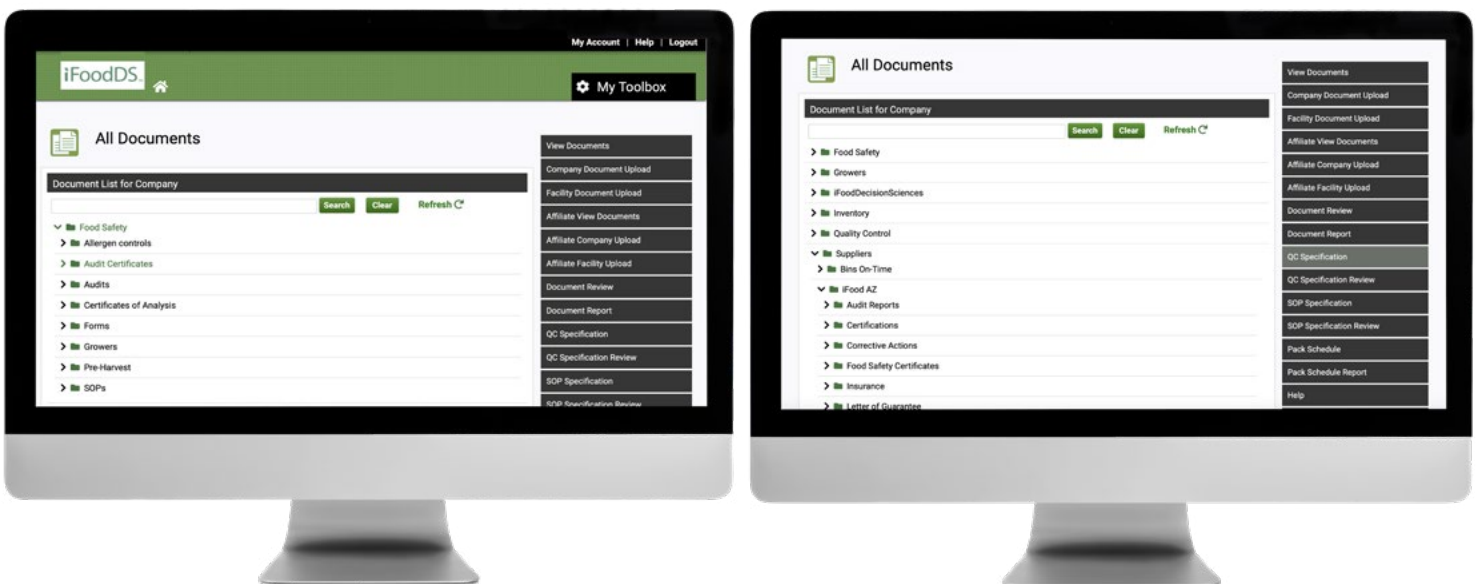 My Account | Help | Logout
iFoodDS
My Toolbox
All Documents
Document List for Company
Search Clear Refresh
Food Safety
Allergen controls
Audit Certificates
Audits
Certificates of Analysis
Forms
Growers
Pre-Harvest
SOPs
View Documents
Company Document Upload
Facility Document Upload
Affiliate View Documents
Affiliate Company Upload
Affiliate Facility Upload
Document Review
Document Report
QC Specification
QC Specification Review
SOP Specification
SOP Specification Review
All Documents
Document List for Company
Search Clear Refresh
Food Safety
Growers
iFoodDecisionSciences
Inventory
Quality Control
Suppliers
Bins On-Time
iFood AZ
Audit Reports
Certifications
Corrective Actions
Food Safety Certificates
Insurance
Letter of Guarantee
View Documents
Company Document Upload
Facility Document Upload
Affiliate View Documents
Affiliate Company Upload
Affiliate Facility Upload
Document Review
Document Report
QC Specification
QC Specification Review
SOP Specification
SOP Specification Review
Pack Schedule
Pack Schedule Report
Help